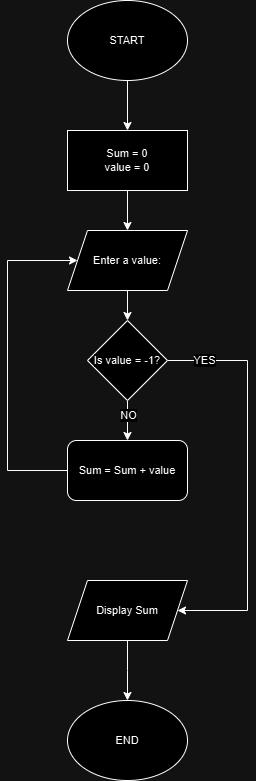 START
Sum = 0
value = 0
Enter a value:
Is value = -1?
YES
NO
Sum = Sum + value
Display Sum
END